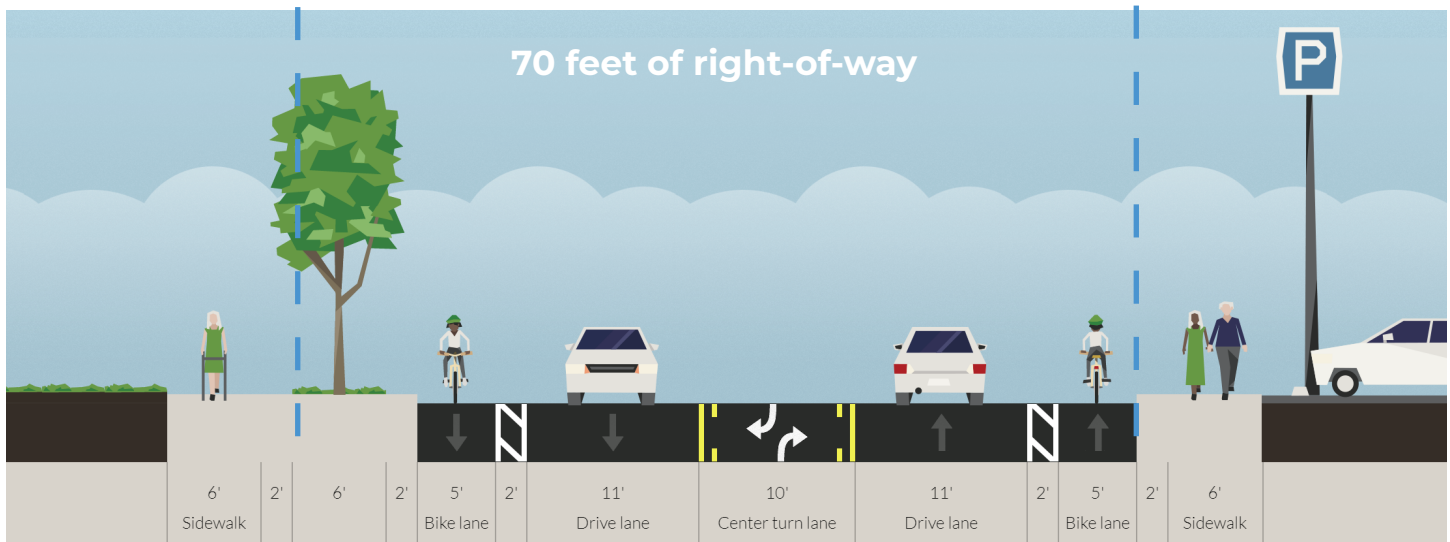 70 feet of right-of-way
P
6' 2' 6' 2' 5' 2' 11' 10' 11' 2' 5' 2' 6'
Sidewalk Bike lane Drive lane Center turn lane Drive lane Bike lane Sidewalk